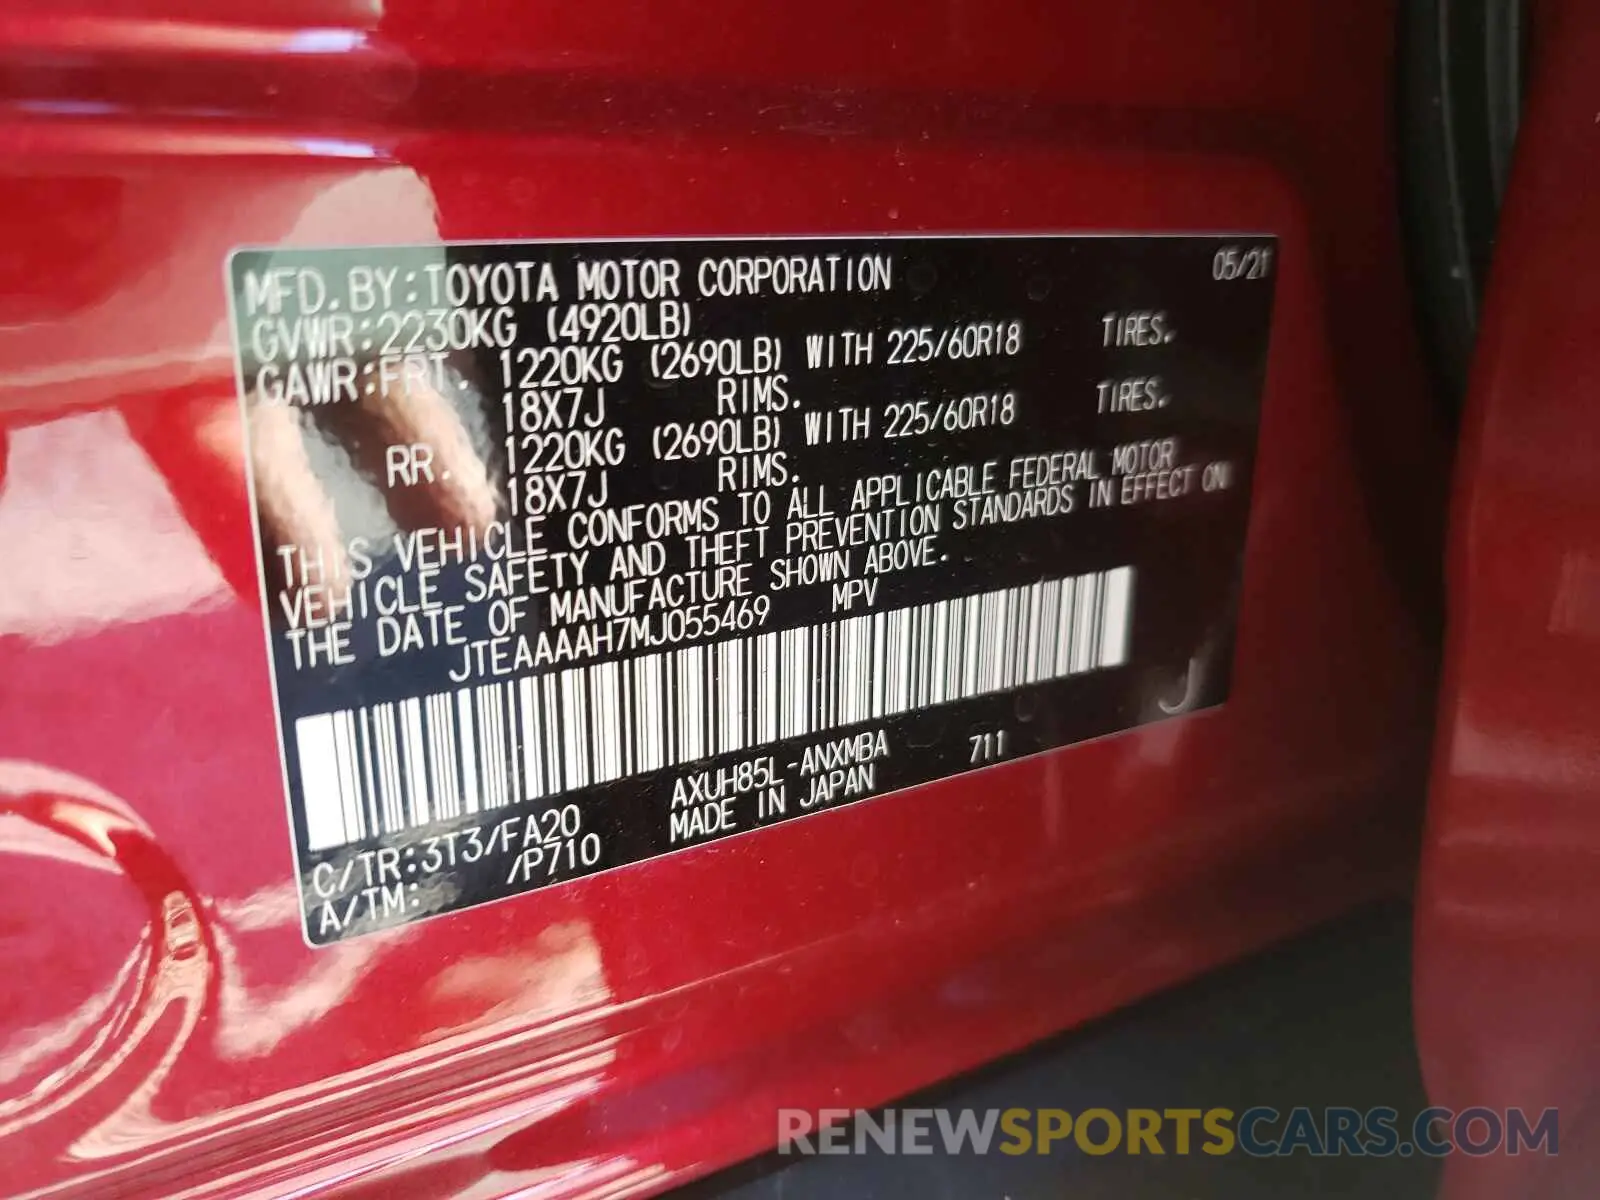 MFD. BY: TOYOTA MOTOR CORPORATION 05/21
GVWR: 2230KG (4920LB)
GAWR: FRT. 1220KG (2690LB) WITH 225/60R18 TIRES.
18X7J RIMS.
RR. 1220KG (2690LB) WITH 225/60R18 TIRES.
18X7J RIMS.
THIS VEHICLE CONFORMS TO ALL APPLICABLE FEDERAL MOTOR
VEHICLE SAFETY AND THEFT PREVENTION STANDARDS IN EFFECT ON
THE DATE OF MANUFACTURE SHOWN ABOVE.
JTEAAAAH7MJ055469 MPV
J
C/TR: 3T3/FA20 AXUH85L-ANXMBA 711
A/TM: /P710 MADE IN JAPAN
RENEWSPORTSCARS.COM